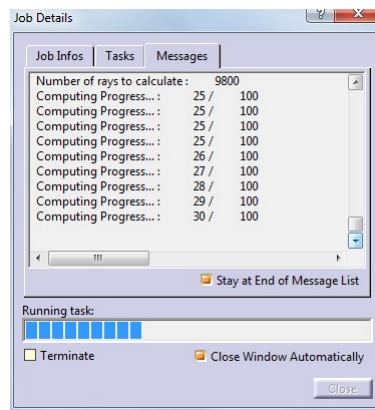 Job Details
Job Infos Tasks Messages
Number of rays to calculate : 9800
Computing Progress... : 25 / 100
Computing Progress... : 25 / 100
Computing Progress... : 25 / 100
Computing Progress... : 25 / 100
Computing Progress... : 26 / 100
Computing Progress... : 27 / 100
Computing Progress... : 28 / 100
Computing Progress... : 29 / 100
Computing Progress... : 30 / 100
Stay at End of Message List
Running task:
Terminate Close Window Automatically
Close